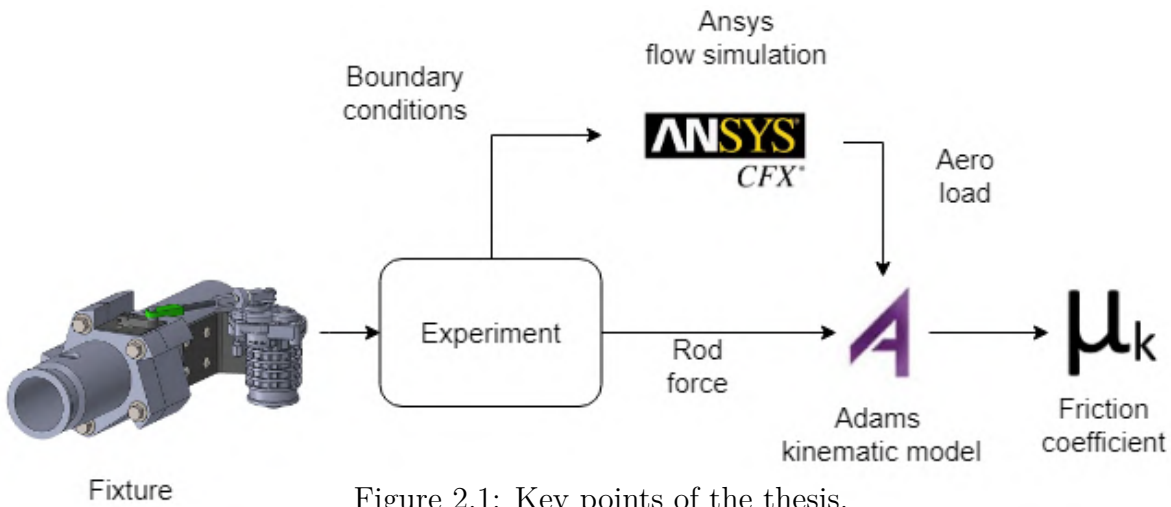 Ansys
flow simulation
Boundary
conditions
ANSYS
CFX
Aero
load
Experiment
Rod
force
μk
Adams
kinematic model
Friction
coefficient
Fixture
Figure 2.1: Key points of the thesis.